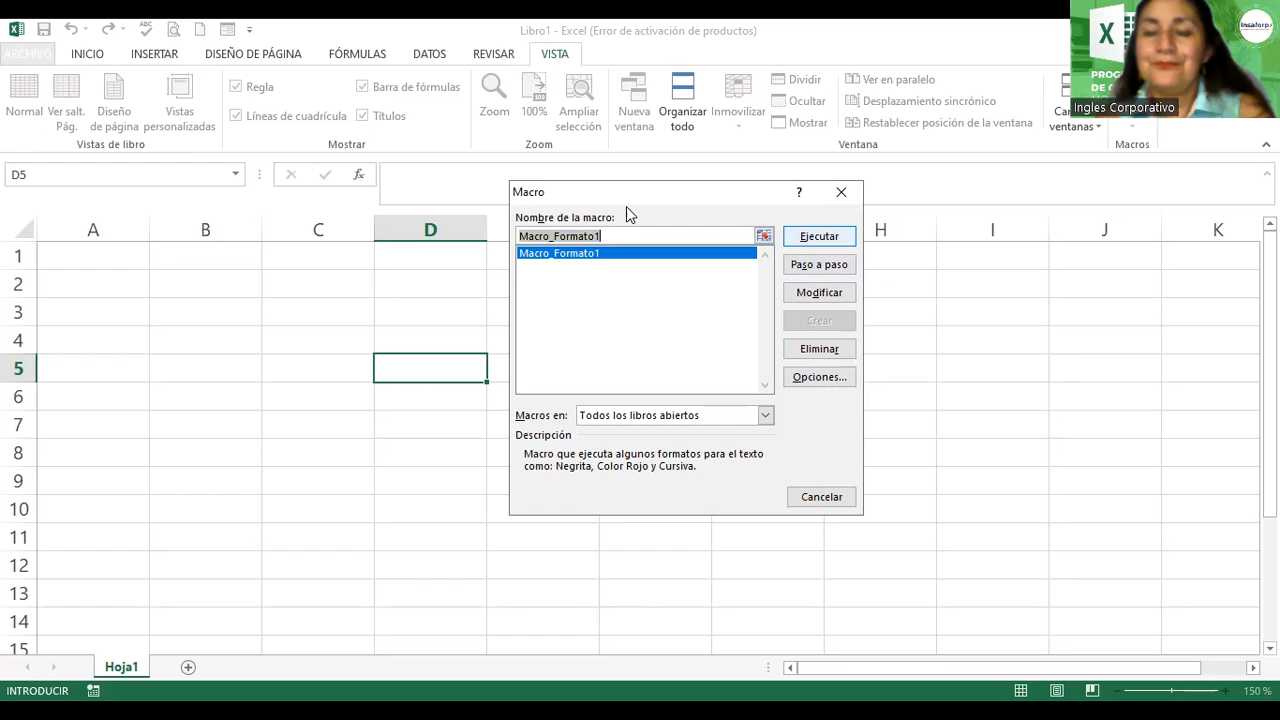 Libro1 - Excel (Error de activación de productos)
ARCHIVO INICIO INSERTAR DISEÑO DE PÁGINA FÓRMULAS DATOS REVISAR VISTA
Normal
Ver salt. Pág.
Diseño de página
Vistas personalizadas
Vistas de libro
Regla
Barra de fórmulas
Líneas de cuadrícula
Títulos
Mostrar
Zoom
100%
Ampliar selección
Zoom
Nueva ventana
Organizar todo
Inmovilizar
Dividir
Ocultar
Mostrar
Ver en paralelo
Desplazamiento sincrónico
Restablecer posición de la ventana
ventanas
Ventana
Macros
Ingles Corporativo
Insaforp
D5
fx
A B C D H I J K
1
2
3
4
5
6
7
8
9
10
11
12
13
14
15
Macro
Nombre de la macro:
Macro_Formato1
Macro_Formato1
Ejecutar
Paso a paso
Modificar
Crear
Eliminar
Opciones...
Macros en: Todos los libros abiertos
Descripción
Macro que ejecuta algunos formatos para el texto
como: Negrita, Color Rojo y Cursiva.
Cancelar
Hoja1
INTRODUCIR
150 %